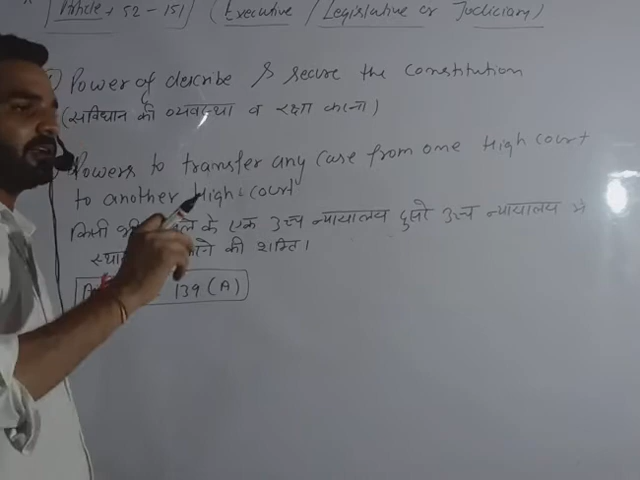 Article, 52 - 151 (Executive / Legislative or Judiciary)
Power of describe & secure the constitution
(संविधान की व्यवस्था व रक्षा करना)
Powers to transfer any case from one High court
to another High court
किसी के एक उच्च न्यायालय दुसरे उच्च न्यायालय मे
की शक्ति।
139 (A)